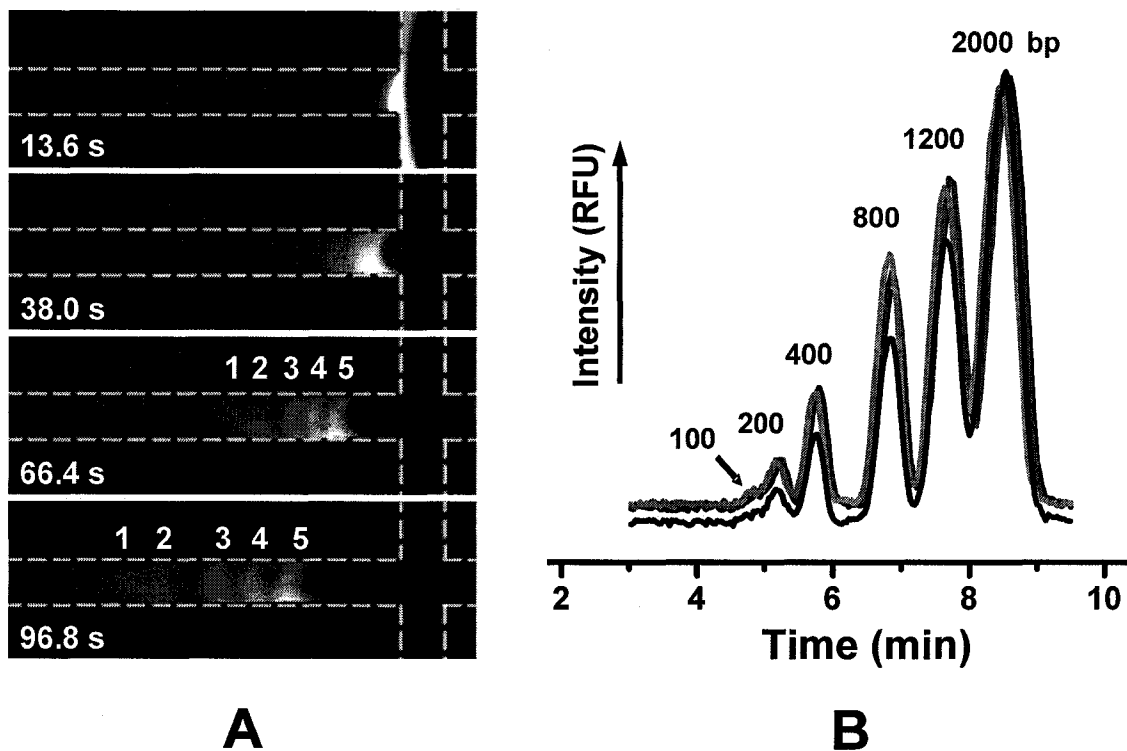 13.6 s
38.0 s
1 2 3 4 5
66.4 s
1 2 3 4 5
96.8 s
A
2000 bp
1200
800
400
200
100
Intensity (RFU)
2 4 6 8 10
Time (min)
B